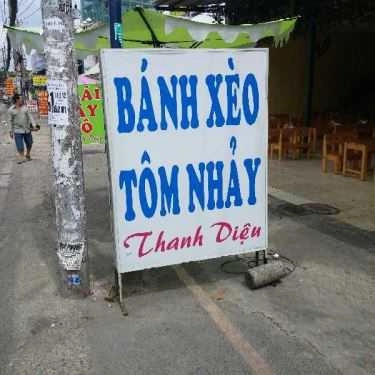 BÁNH XÈO
TÔM NHẢY
Thanh Diệu